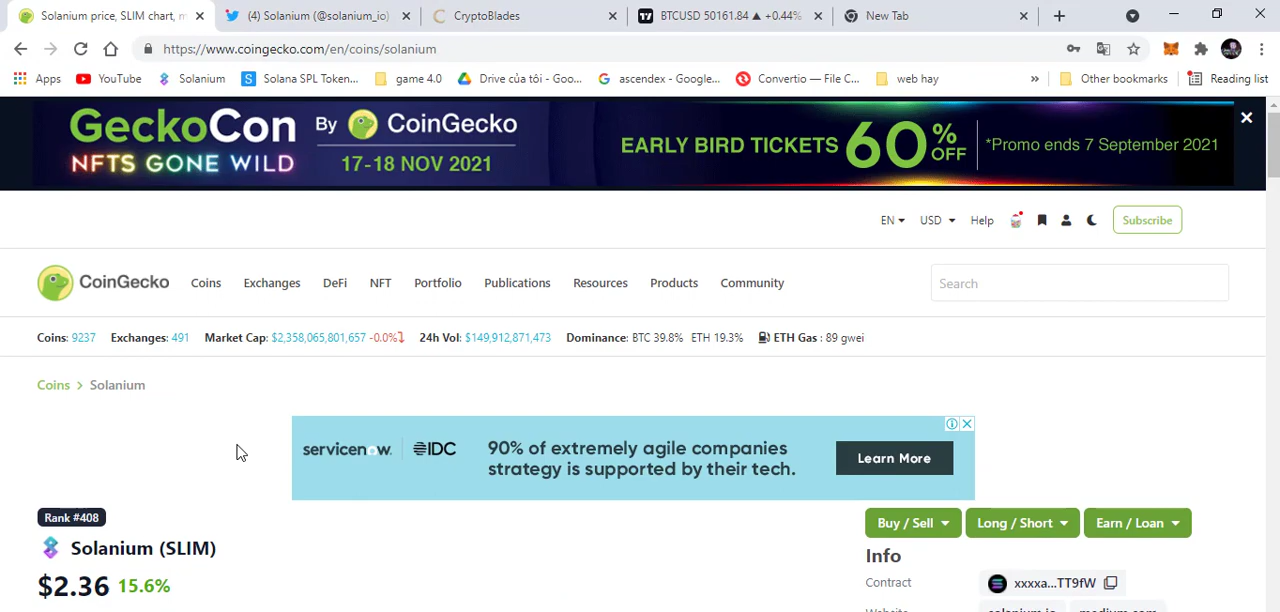 Solanium price, SLIM chart, m
(4) Solanium (@solanium_io)
CryptoBlades
BTCUSD 50161.84 ▲ +0.44%
New Tab
https://www.coingecko.com/en/coins/solanium
Apps
YouTube
Solanium
Solana SPL Token...
game 4.0
Drive của tôi - Goo...
ascendex - Google...
Convertio — File C...
web hay
»
Other bookmarks
Reading list
GeckoCon By CoinGecko
NFTS GONE WILD 17-18 NOV 2021
EARLY BIRD TICKETS 60% OFF *Promo ends 7 September 2021
EN USD Help Subscribe
CoinGecko Coins Exchanges DeFi NFT Portfolio Publications Resources Products Community Search
Coins: 9237 Exchanges: 491 Market Cap: $2,358,065,801,657 -0.0% 24h Vol: $149,912,871,473 Dominance: BTC 39.8% ETH 19.3% ETH Gas : 89 gwei
Coins > Solanium
servicenow. IDC
90% of extremely agile companies
strategy is supported by their tech.
Learn More
Rank #408
Buy / Sell Long / Short Earn / Loan
Solanium (SLIM)
$2.36 15.6%
Info
Contract xxxxa...TT9fW
Website solanium.io medium.com